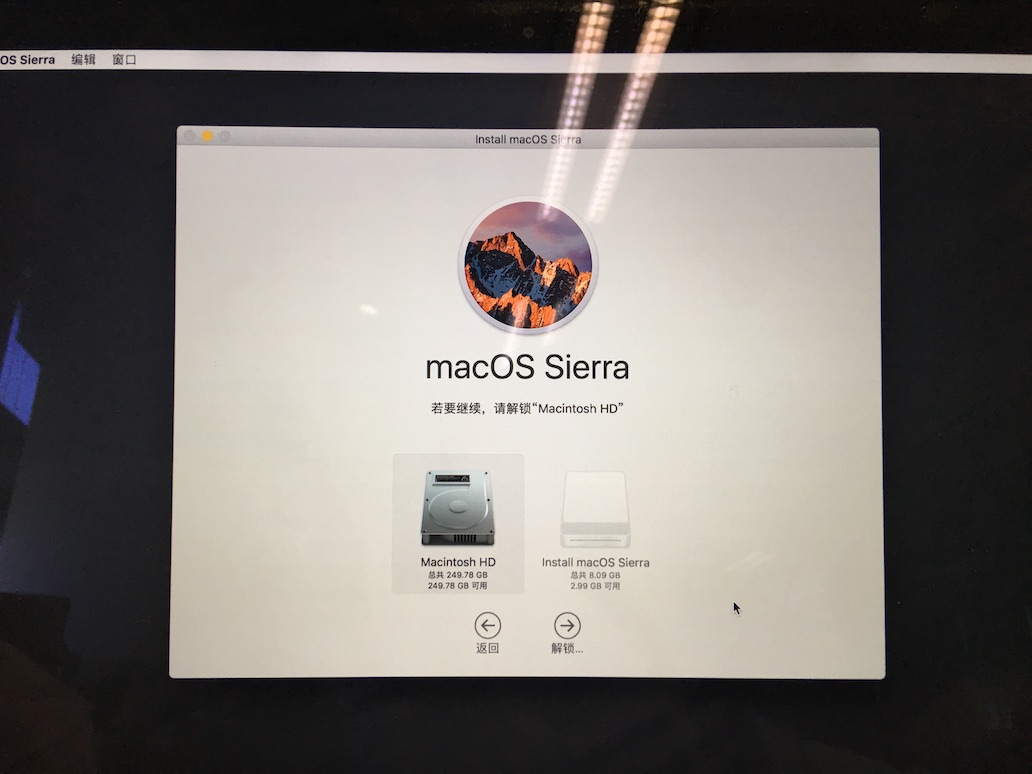 OS Sierra 编辑 窗口
Install macOS Sierra
macOS Sierra
若要继续，请解锁“Macintosh HD”
Macintosh HD
总共 249.78 GB
249.78 GB 可用
Install macOS Sierra
总共 8.09 GB
2.99 GB 可用
返回
解锁...